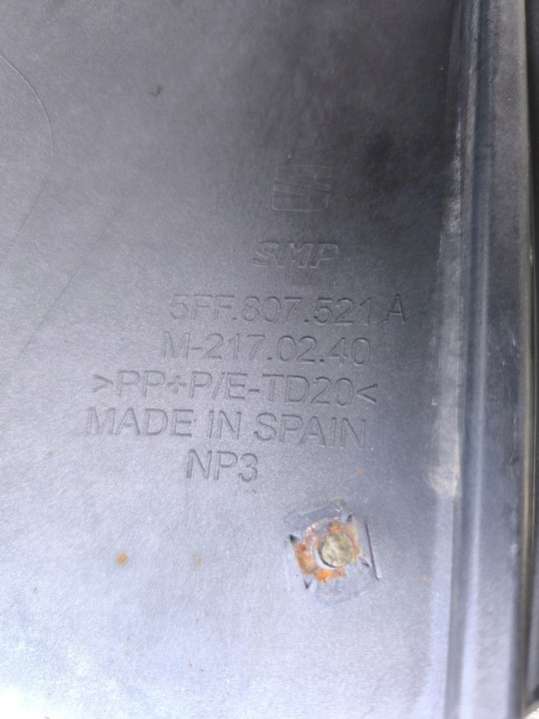 SMP
5FF.807.521.A
M-217.02.40
>PP+P/E-TD20<
MADE IN SPAIN
NP3